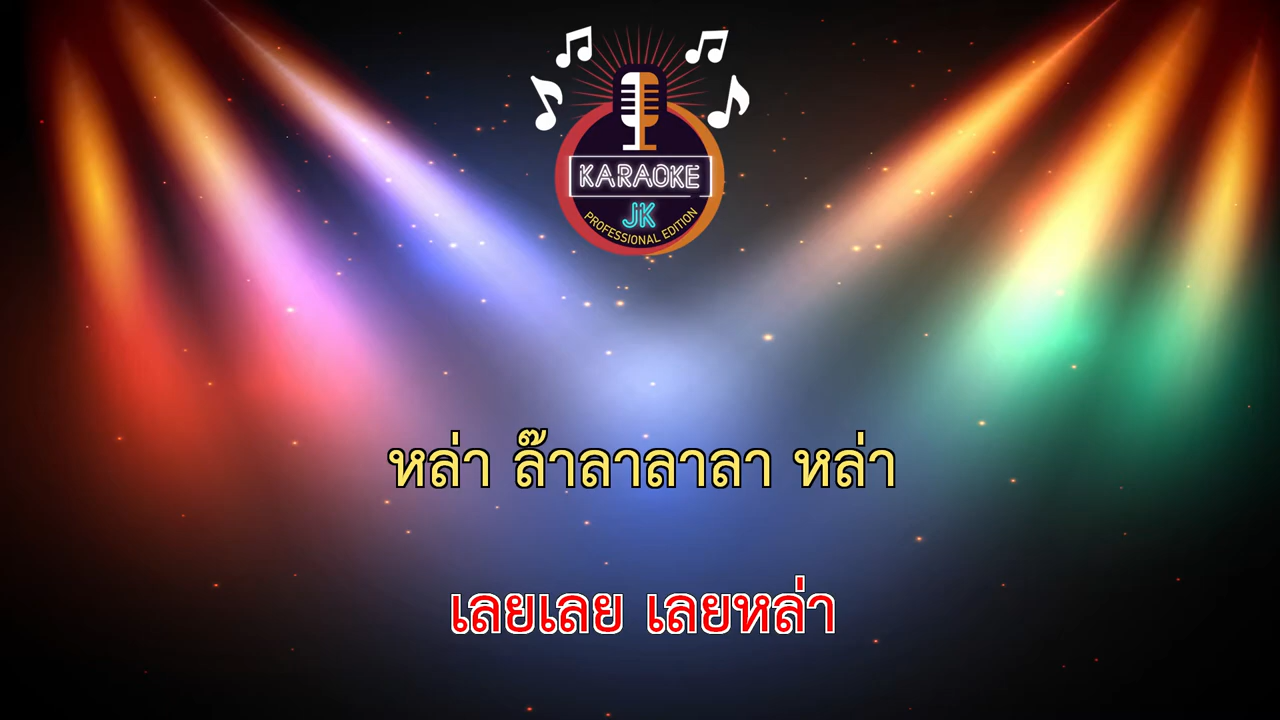 KARAOKE
JK
PROFESSIONAL EDITION
หล่า ล๊าลาลาลา หล่า
เลยเลย เลยหล่า